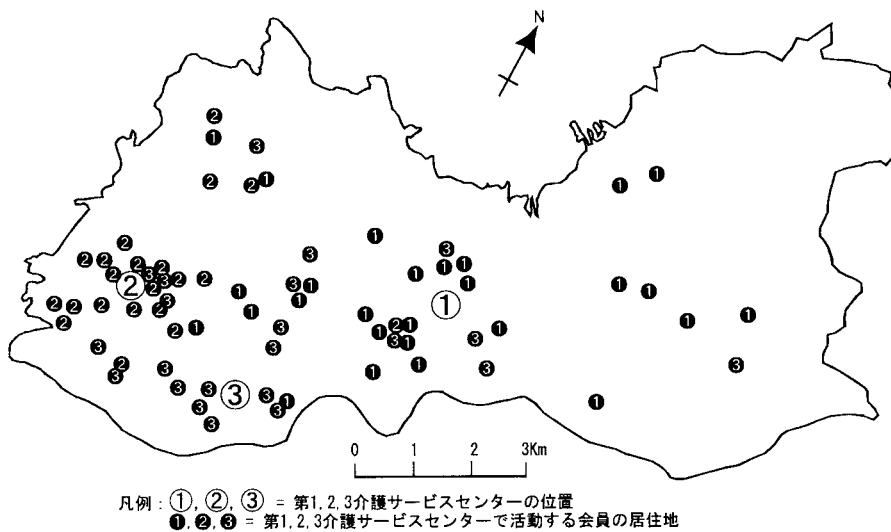 N
0 1 2 3Km
凡例:①, ②, ③ = 第1,2,3介護サービスセンターの位置
❶, ❷, ❸ = 第1,2,3介護サービスセンターで活動する会員の居住地